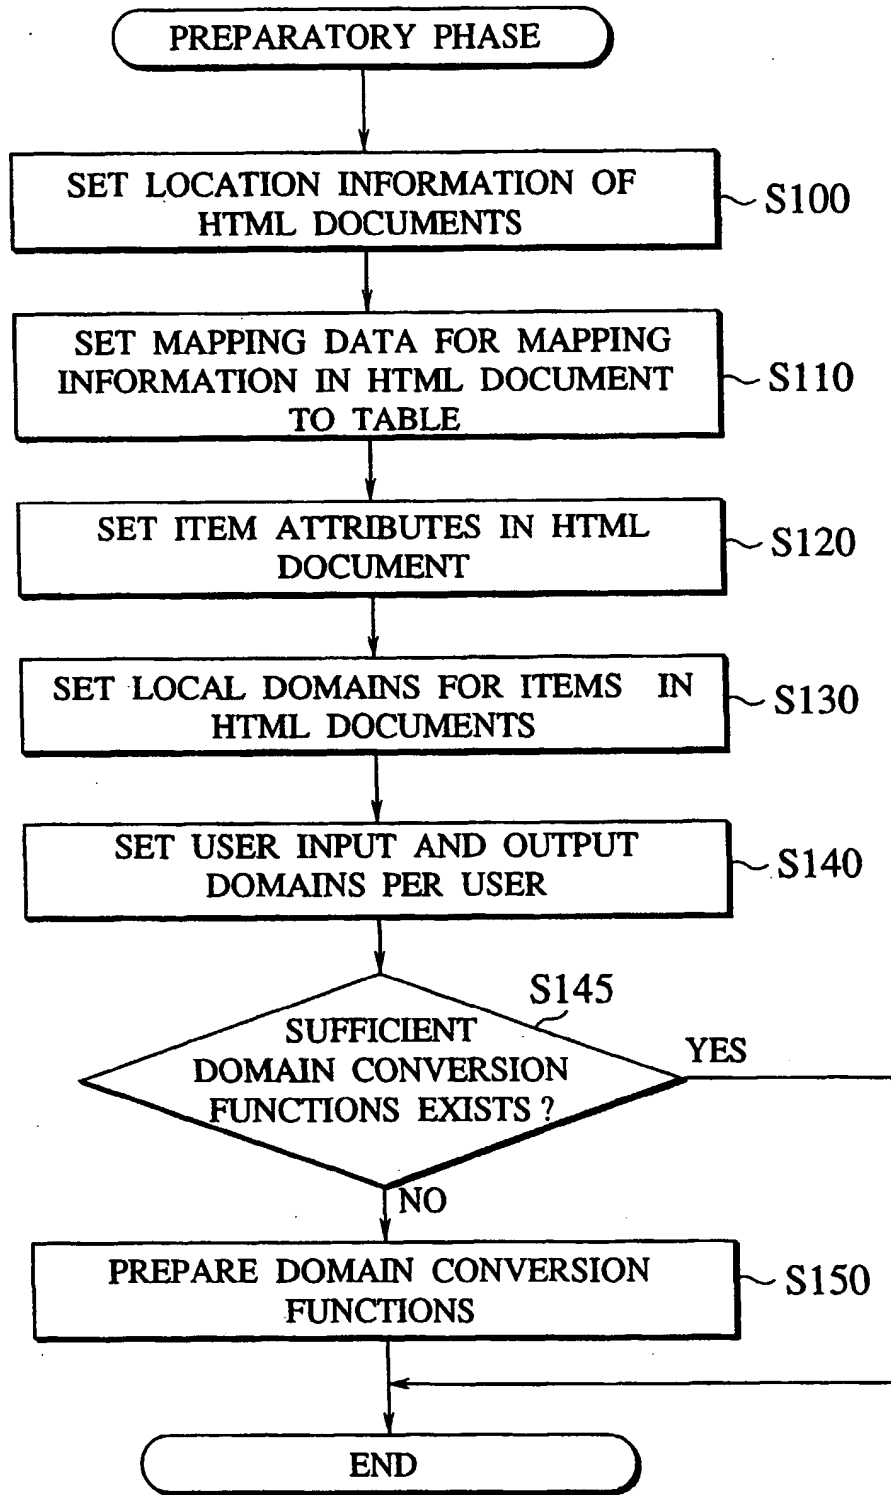 PREPARATORY PHASE
SET LOCATION INFORMATION OF
HTML DOCUMENTS
S100
SET MAPPING DATA FOR MAPPING
INFORMATION IN HTML DOCUMENT
TO TABLE
S110
SET ITEM ATTRIBUTES IN HTML
DOCUMENT
S120
SET LOCAL DOMAINS FOR ITEMS IN
HTML DOCUMENTS
S130
SET USER INPUT AND OUTPUT
DOMAINS PER USER
S140
S145
SUFFICIENT
DOMAIN CONVERSION
FUNCTIONS EXISTS?
YES
NO
PREPARE DOMAIN CONVERSION
FUNCTIONS
S150
END